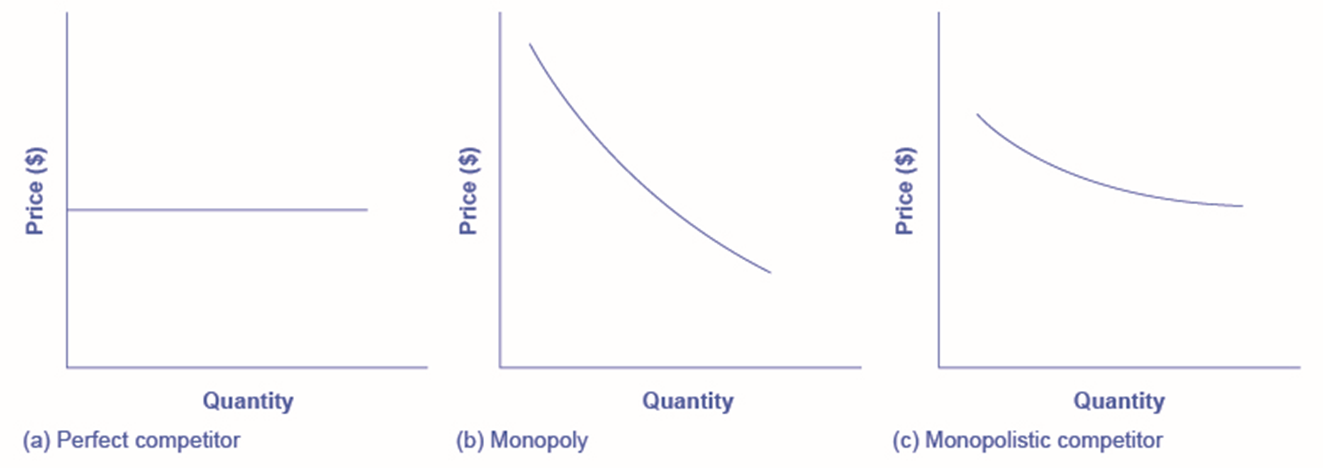 Price ($)
Quantity
(a) Perfect competitor
Price ($)
Quantity
(b) Monopoly
Price ($)
Quantity
(c) Monopolistic competitor